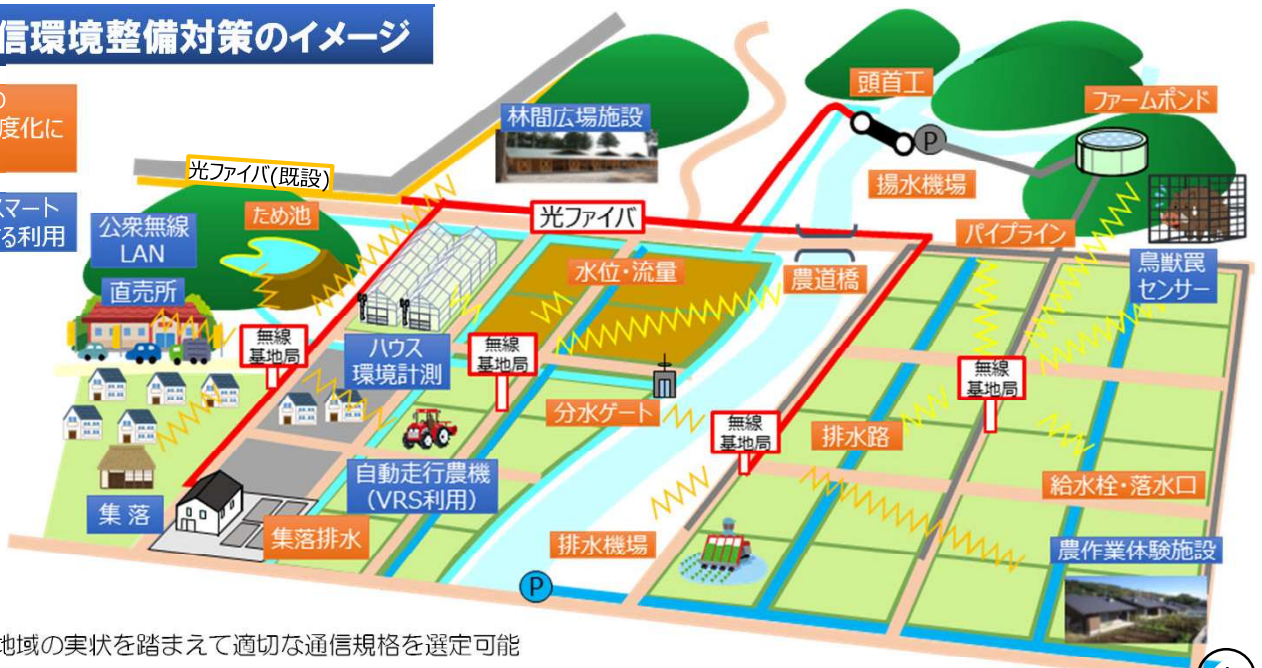 信環境整備対策のイメージ
の
度化に
スマート
る利用
光ファイバ(既設)
林間広場施設
頭首工
ファームポンド
P
揚水機場
公衆無線
LAN
ため池
光ファイバ
パイプライン
鳥獣罠
センサー
直売所
水位・流量
農道橋
無線
基地局
ハウス
環境計測
無線
基地局
無線
基地局
分水ゲート
無線
基地局
排水路
自動走行農機
(VRS利用)
給水栓・落水口
集 落
集落排水
排水機場
農作業体験施設
P
地域の実状を踏まえて適切な通信規格を選定可能